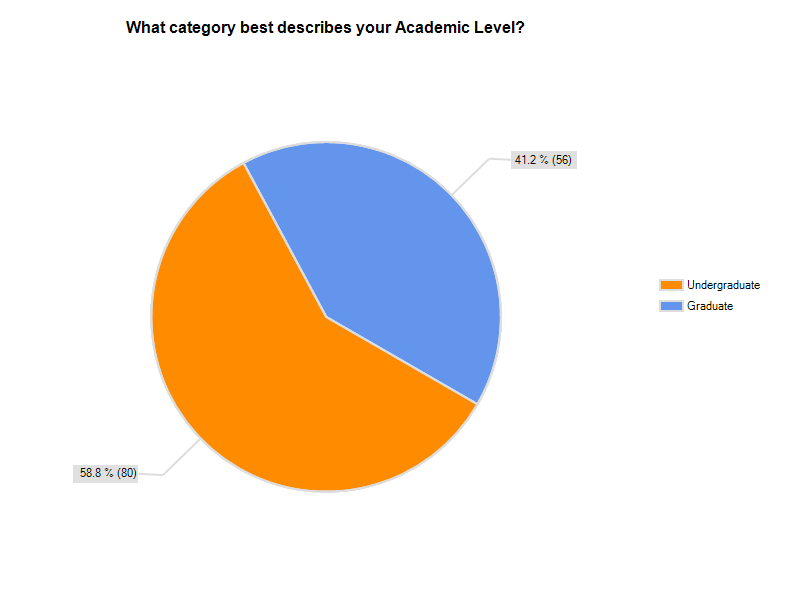 What category best describes your Academic Level?
41.2 % (56)
Undergraduate
Graduate
58.8 % (80)